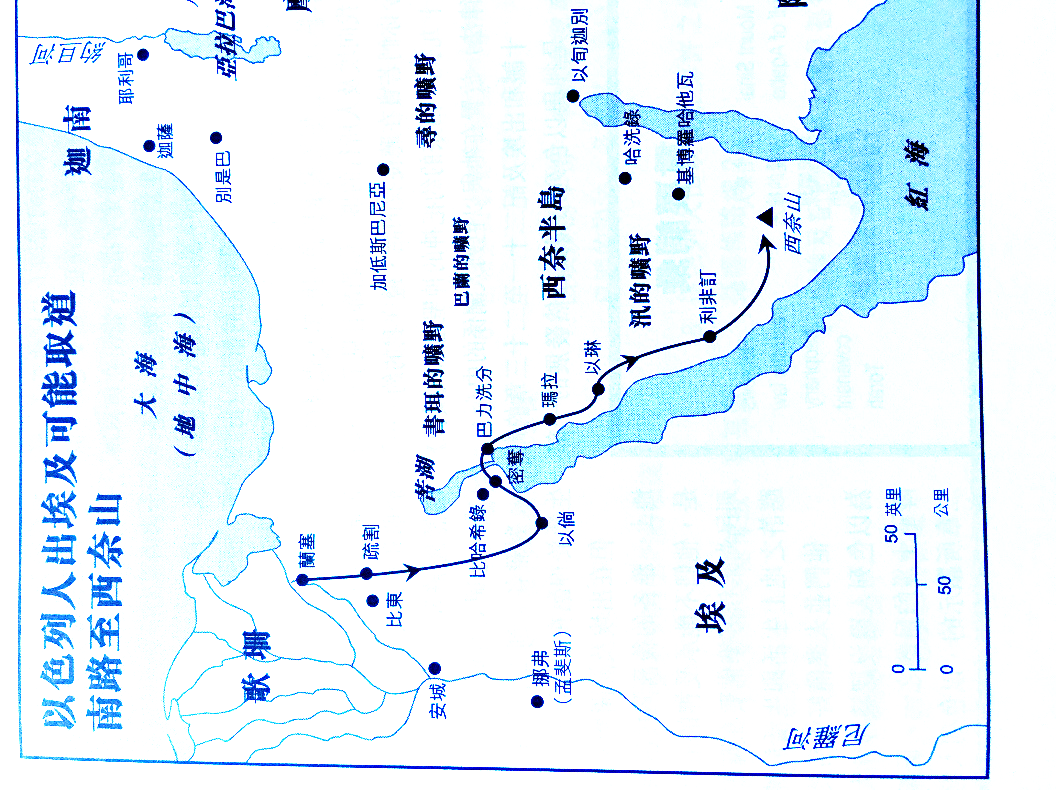 以色列人出埃及可能取道
南路至西奈山
大海
(地中海)
迦南
約旦河
耶利哥
迦薩
別是巴
亞拉巴海
尋的曠野
加低斯巴尼亞
巴蘭的曠野
書珥的曠野
西奈半島
汛的曠野
以旬迦別
哈洗錄
基博羅哈他瓦
紅海
西奈山
利非訂
以琳
瑪拉
巴力洗分
苦湖
密奪
比哈希錄
以倘
疏割
蘭塞
比東
歌珊
安城
挪弗
(孟斐斯)
埃及
尼羅河
0 50 英里
0 50 公里